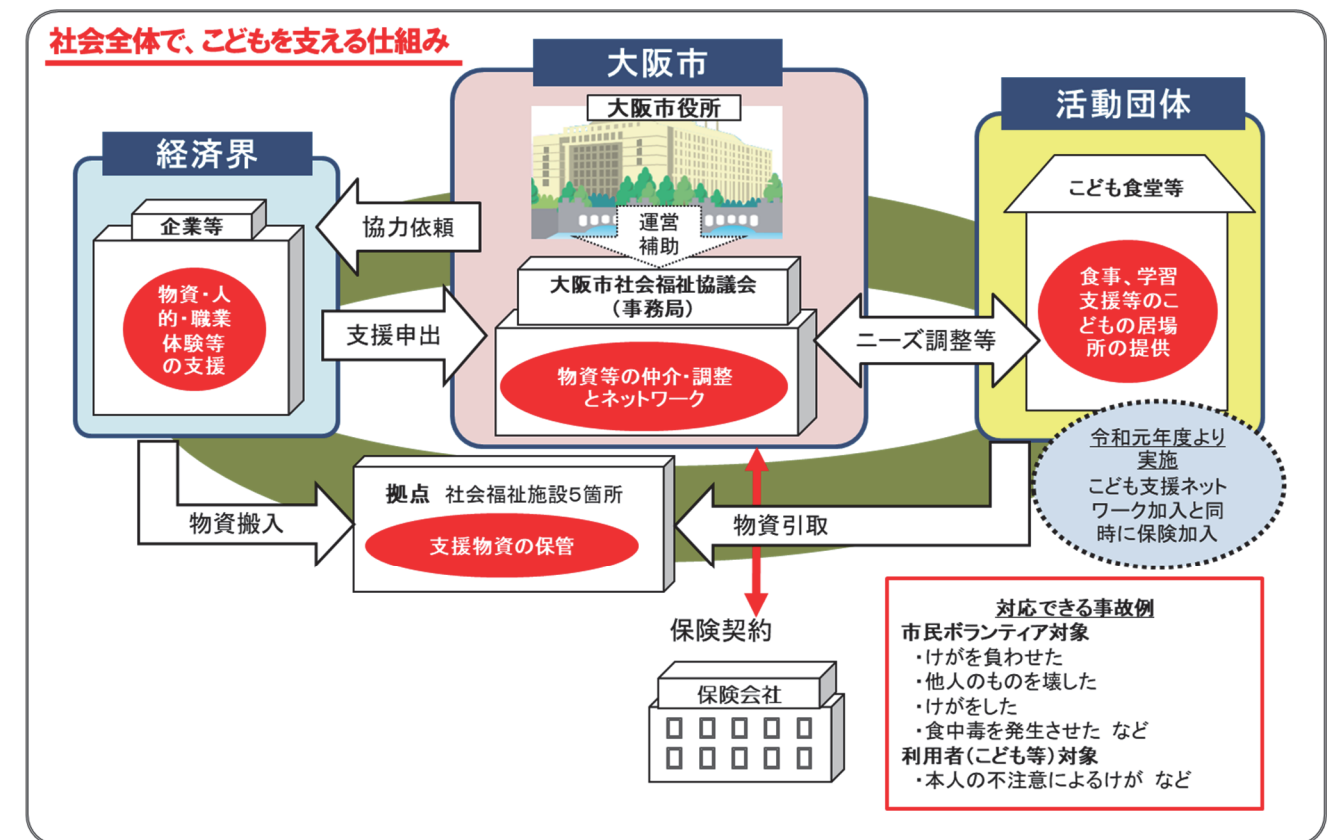 社会全体で、こどもを支える仕組み
大阪市
大阪市役所
運営
補助
大阪市社会福祉協議会
（事務局）
物資等の仲介・調整
とネットワーク
経済界
企業等
物資・人
的・職業
体験等
の支援
協力依頼
支援申出
活動団体
こども食堂等
食事、学習
支援等のこ
どもの居場
所の提供
ニーズ調整等
令和元年度より
実施
こども支援ネット
ワーク加入と同
時に保険加入
物資搬入
拠点 社会福祉施設５箇所
支援物資の保管
物資引取
保険契約
保険会社
対応できる事故例
市民ボランティア対象
・けがを負わせた
・他人のものを壊した
・けがをした
・食中毒を発生させた など
利用者（こども等）対象
・本人の不注意によるけが など